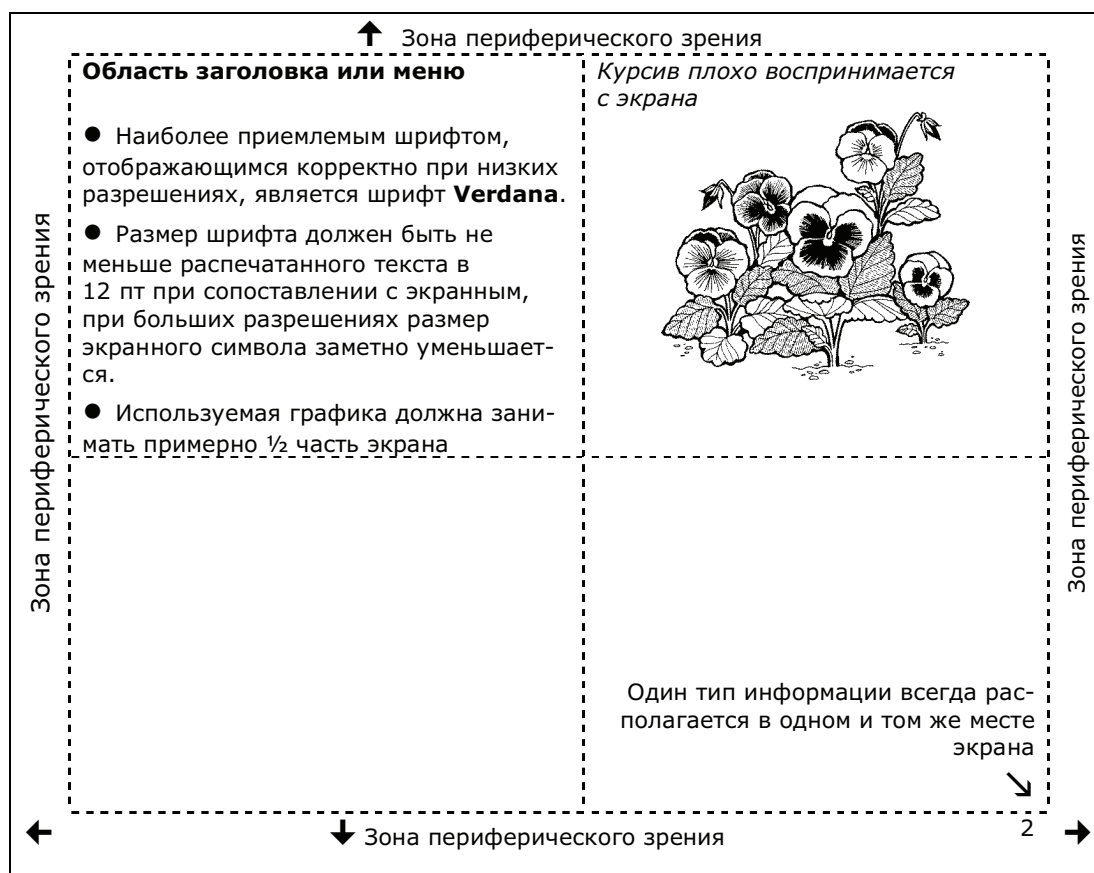 Зона периферического зрения
Область заголовка или меню
● Наиболее приемлемым шрифтом,
отображающимся корректно при низких
разрешениях, является шрифт Verdana.
● Размер шрифта должен быть не
меньше распечатанного текста в
12 пт при сопоставлении с экранным,
при больших разрешениях размер
экранного символа заметно уменьшает-
ся.
● Используемая графика должна зани-
мать примерно ½ часть экрана
Курсив плохо воспринимается
с экрана
Зона периферического зрения
Зона периферического зрения
Один тип информации всегда рас-
полагается в одном и том же месте
экрана
Зона периферического зрения
2